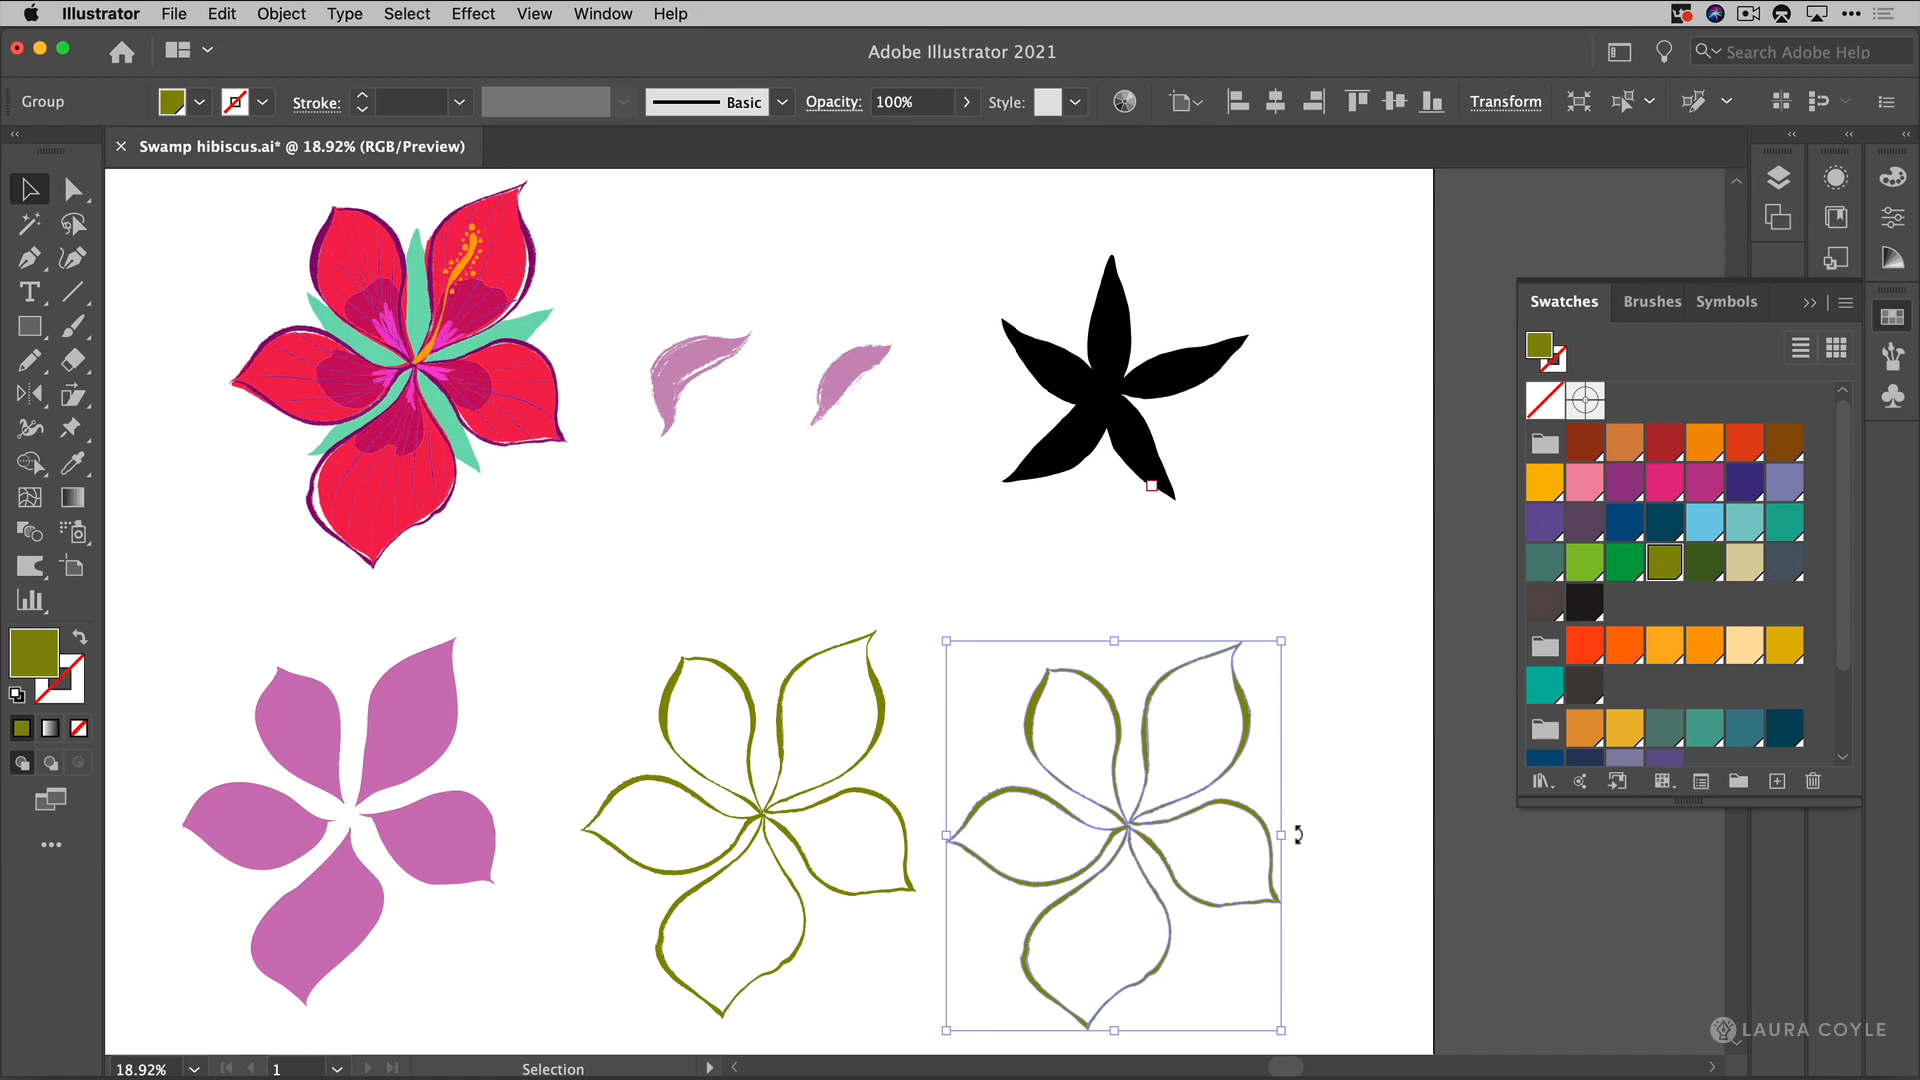 Illustrator File Edit Object Type Select Effect View Window Help
Adobe Illustrator 2021
Search Adobe Help
Group Stroke: Basic Opacity: 100% Style: Transform
Swamp hibiscus.ai* @ 18.92% (RGB/Preview)
Swatches Brushes Symbols
LAURA COYLE
18.92% 1 Selection